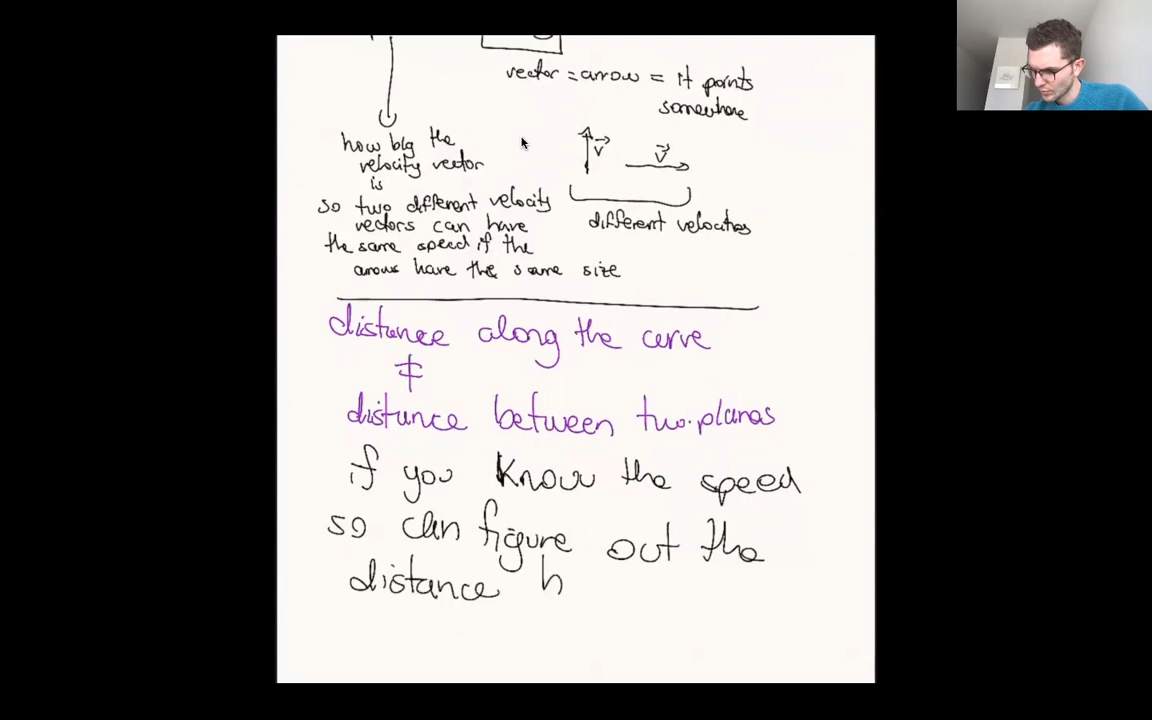 vector = arrow = it points
somewhere
how big the
velocity vector
is
so two different velocity
vectors can have
the same speed if the
arrows have the same size
v
v
different velocities
distance along the curve
≠
distance between two planes
if you know the speed
so can figure out the
distance h